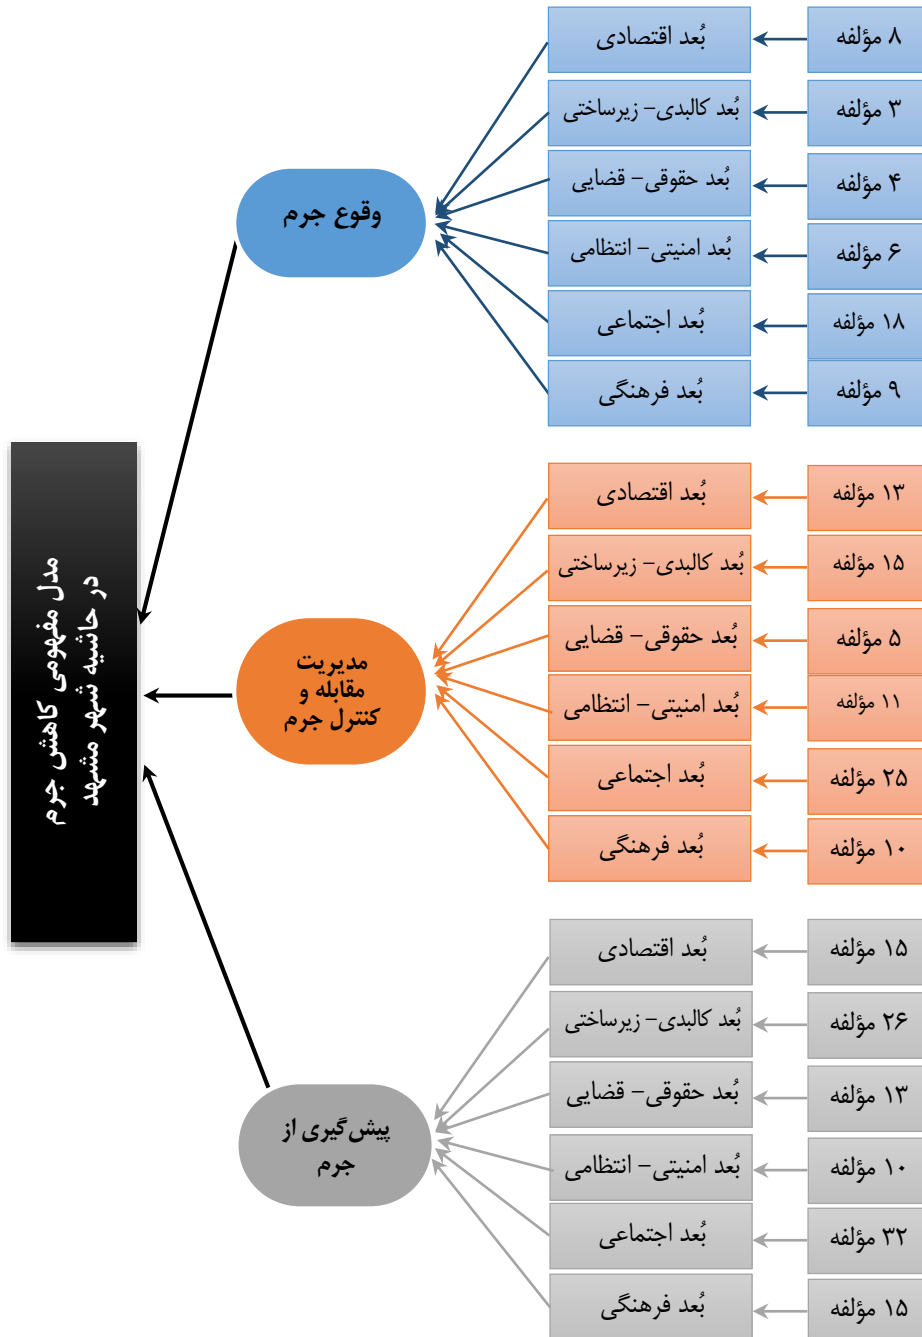 ۸ مؤلفه
بُعد اقتصادی
۳ مؤلفه
بُعد کالبدی- زیرساختی
۴ مؤلفه
بُعد حقوقی- قضایی
۶ مؤلفه
بُعد امنیتی- انتظامی
۱۸ مؤلفه
بُعد اجتماعی
۹ مؤلفه
بُعد فرهنگی
وقوع جرم
۱۳ مؤلفه
بُعد اقتصادی
۱۵ مؤلفه
بُعد کالبدی- زیرساختی
۵ مؤلفه
بُعد حقوقی- قضایی
۱۱ مؤلفه
بُعد امنیتی- انتظامی
۲۵ مؤلفه
بُعد اجتماعی
۱۰ مؤلفه
بُعد فرهنگی
مدیریت
مقابله و
کنترل جرم
۱۵ مؤلفه
بُعد اقتصادی
۲۶ مؤلفه
بُعد کالبدی- زیرساختی
۱۳ مؤلفه
بُعد حقوقی- قضایی
۱۰ مؤلفه
بُعد امنیتی- انتظامی
۳۲ مؤلفه
بُعد اجتماعی
۱۵ مؤلفه
بُعد فرهنگی
پیش‌گیری از
جرم
مدل مفهومی کاهش جرم
در حاشیه شهر مشهد